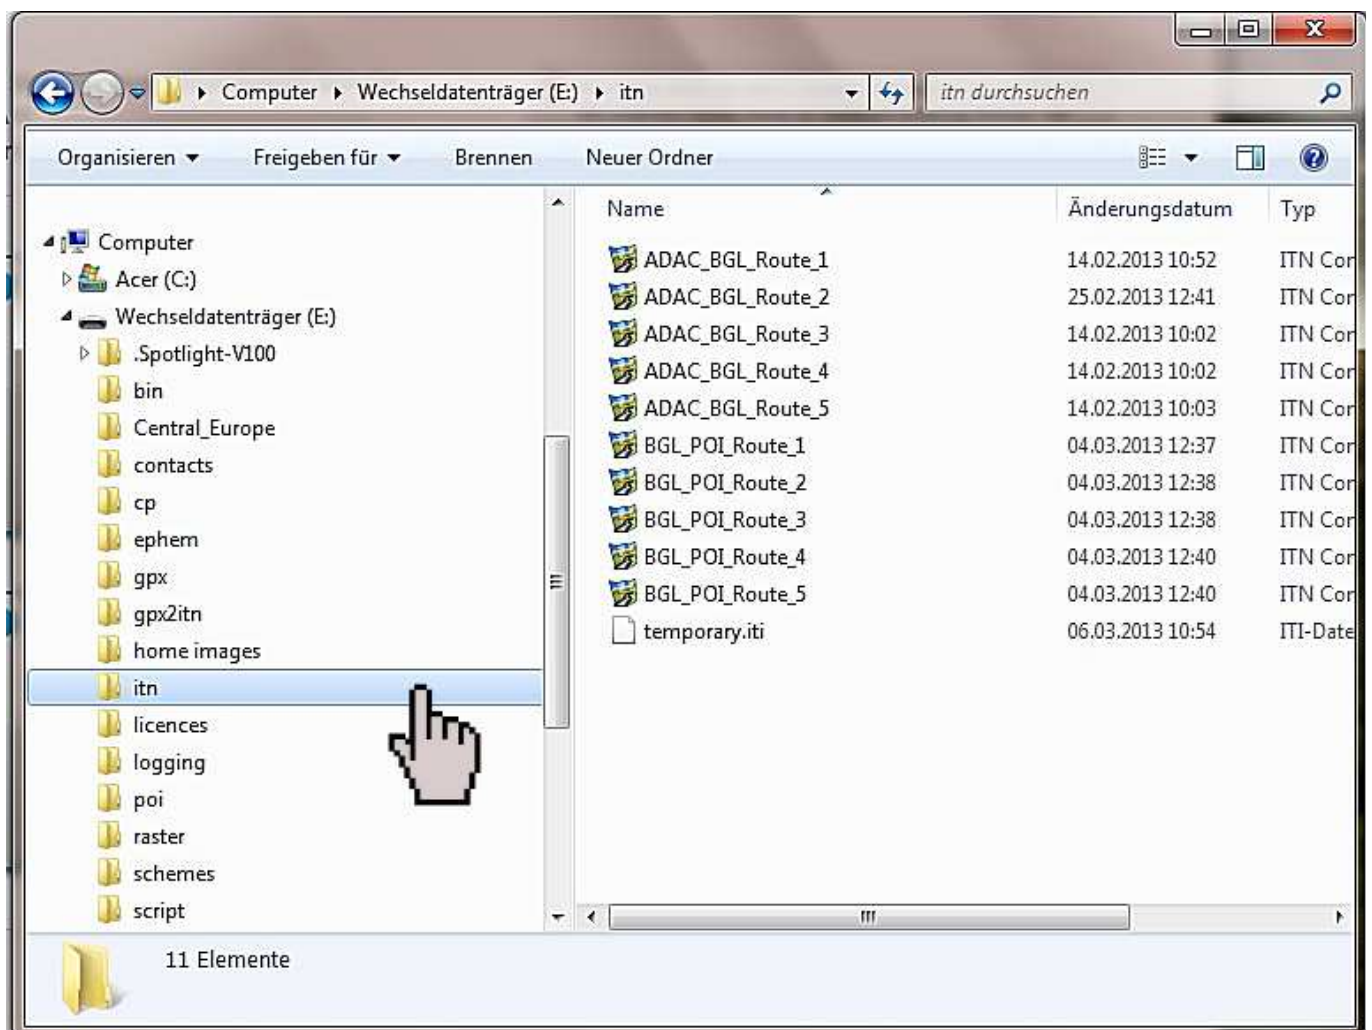 Computer Wechseldatenträger (E:) itn itn durchsuchen
Organisieren Freigeben für Brennen Neuer Ordner
Computer
Acer (C:)
Wechseldatenträger (E:)
.Spotlight-V100
bin
Central_Europe
contacts
cp
ephem
gpx
gpx2itn
home images
itn
licences
logging
poi
raster
schemes
script
Name Änderungsdatum Typ
ADAC_BGL_Route_1 14.02.2013 10:52 ITN Cor
ADAC_BGL_Route_2 25.02.2013 12:41 ITN Cor
ADAC_BGL_Route_3 14.02.2013 10:02 ITN Cor
ADAC_BGL_Route_4 14.02.2013 10:02 ITN Cor
ADAC_BGL_Route_5 14.02.2013 10:03 ITN Cor
BGL_POI_Route_1 04.03.2013 12:37 ITN Cor
BGL_POI_Route_2 04.03.2013 12:38 ITN Cor
BGL_POI_Route_3 04.03.2013 12:38 ITN Cor
BGL_POI_Route_4 04.03.2013 12:40 ITN Cor
BGL_POI_Route_5 04.03.2013 12:40 ITN Cor
temporary.iti 06.03.2013 10:54 ITI-Date
11 Elemente